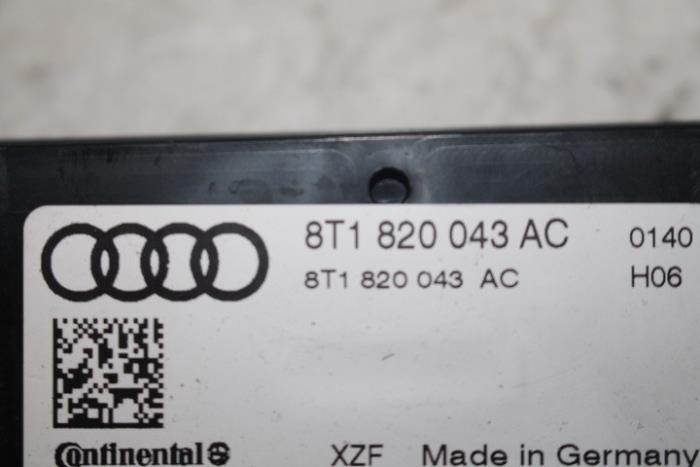 8T1 820 043 AC 0140
8T1 820 043 AC H06
Continental XZF Made in Germany